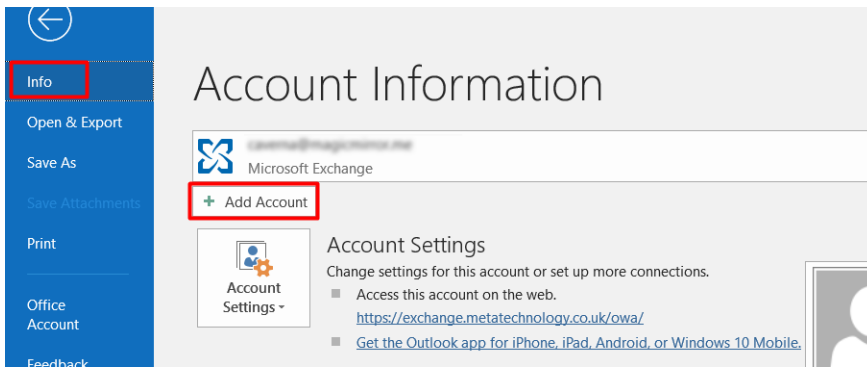 Info
Open & Export
Save As
Save Attachments
Print
Office
Account
Feedback
Account Information
Microsoft Exchange
+ Add Account
Account
Settings
Account Settings
Change settings for this account or set up more connections.
Access this account on the web.
https://exchange.metatechnology.co.uk/owa/
Get the Outlook app for iPhone, iPad, Android, or Windows 10 Mobile.